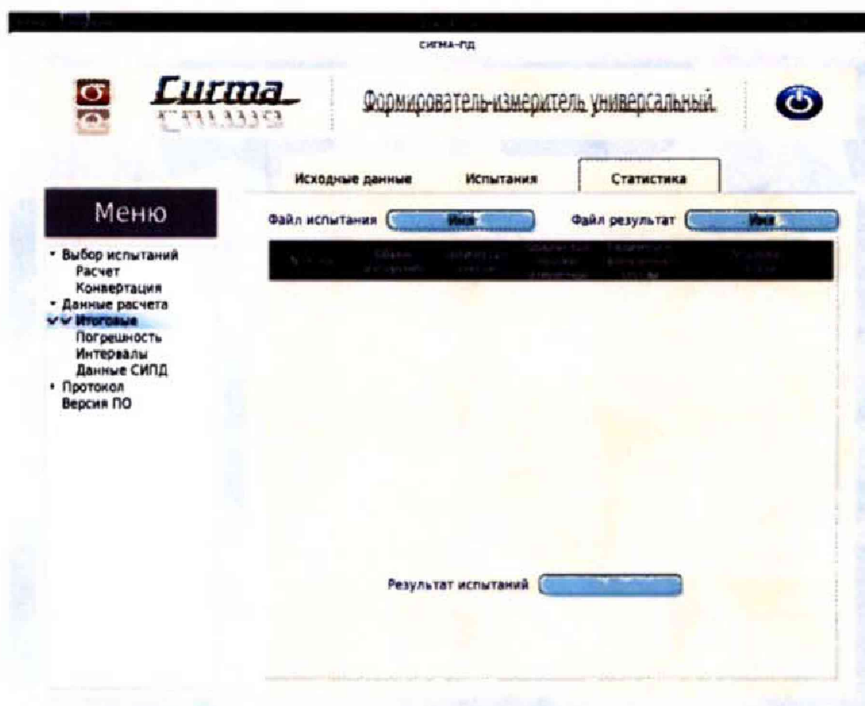 СИГМА-ПД
σ Сигма
Формирователь-измеритель универсальный
Исходные данные Испытания Статистика
Меню
Файл испытания Имя Файл результат Имя
Выбор испытаний
Расчет
Конвертация
Данные расчета
Итоговые
Погрешность
Интервалы
Данные СИПД
Протокол
Версия ПО
Результат испытаний